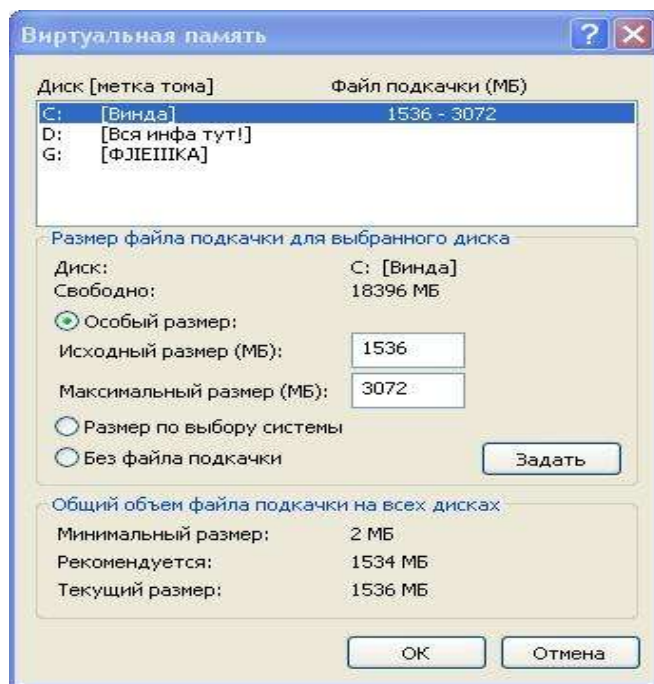 Виртуальная память
Диск [метка тома] Файл подкачки (МБ)
C: [Винда] 1536 - 3072
D: [Вся инфа тут!]
G: [ФJIEIIIKA]
Размер файла подкачки для выбранного диска
Диск: C: [Винда]
Свободно: 18396 МБ
Особый размер:
Исходный размер (МБ): 1536
Максимальный размер (МБ): 3072
Размер по выбору системы
Без файла подкачки Задать
Общий объем файла подкачки на всех дисках
Минимальный размер: 2 МБ
Рекомендуется: 1534 МБ
Текущий размер: 1536 МБ
ОК Отмена